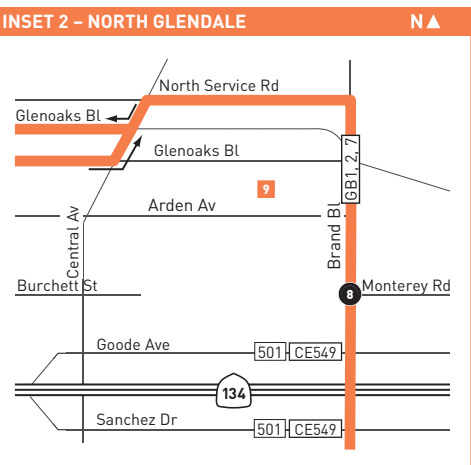 INSET 2 – NORTH GLENDALE N
North Service Rd
Glenoaks Bl
Glenoaks Bl
GB1, 2, 7
9
Arden Av
Central Av
Brand Bl
Burchett St
8 Monterey Rd
Goode Ave
501 CE549
134
Sanchez Dr
501 CE549